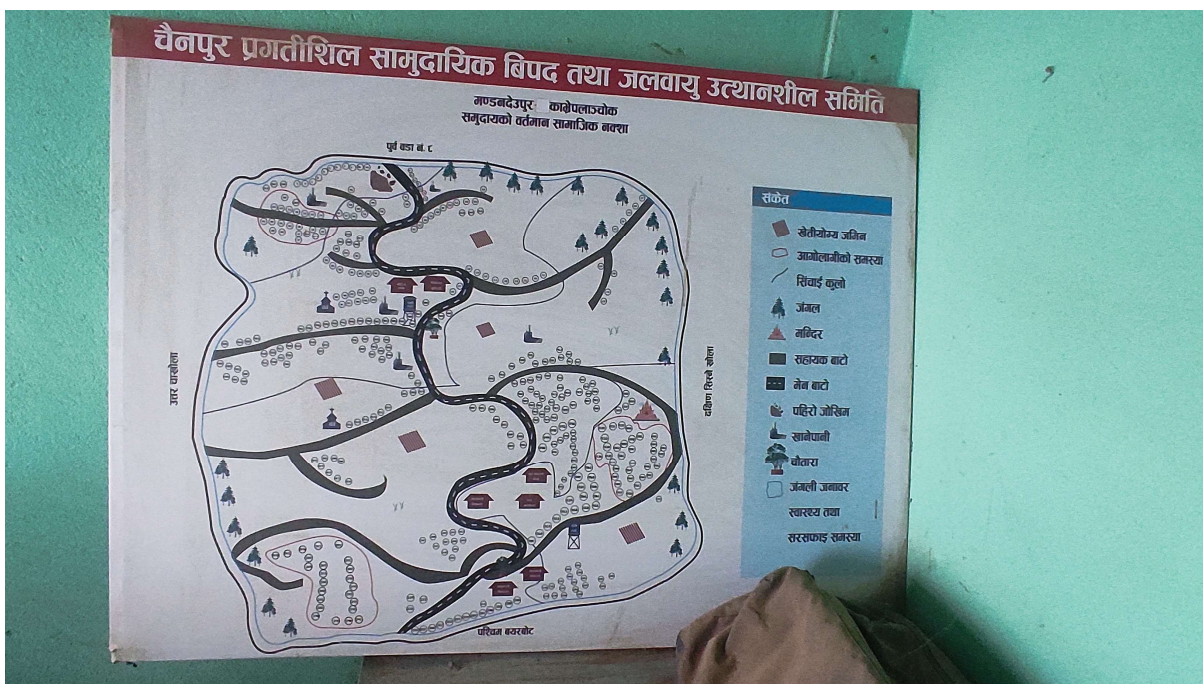 चैनपुर प्रगतीशिल सामुदायिक बिपद तथा जलवायु उत्थानशील समिति
मण्डनदेउपुर काभ्रेपलाञ्चोक
समुदायको वर्तमान सामाजिक नक्शा
पुर्व वडा नं. ८
उत्तर चाखोला
दक्षिण सिस्ने खोला
पश्चिम बयरबोट
संकेत
खेतीयोग्य जमिन
आगोलागीको समस्या
सिंचाई कुलो
जंगल
मन्दिर
सहायक बाटो
मेन बाटो
पहिरो जोखिम
खानेपानी
चौतारा
जंगली जनावर
स्वास्थ्य तथा
सरसफाइ समस्या